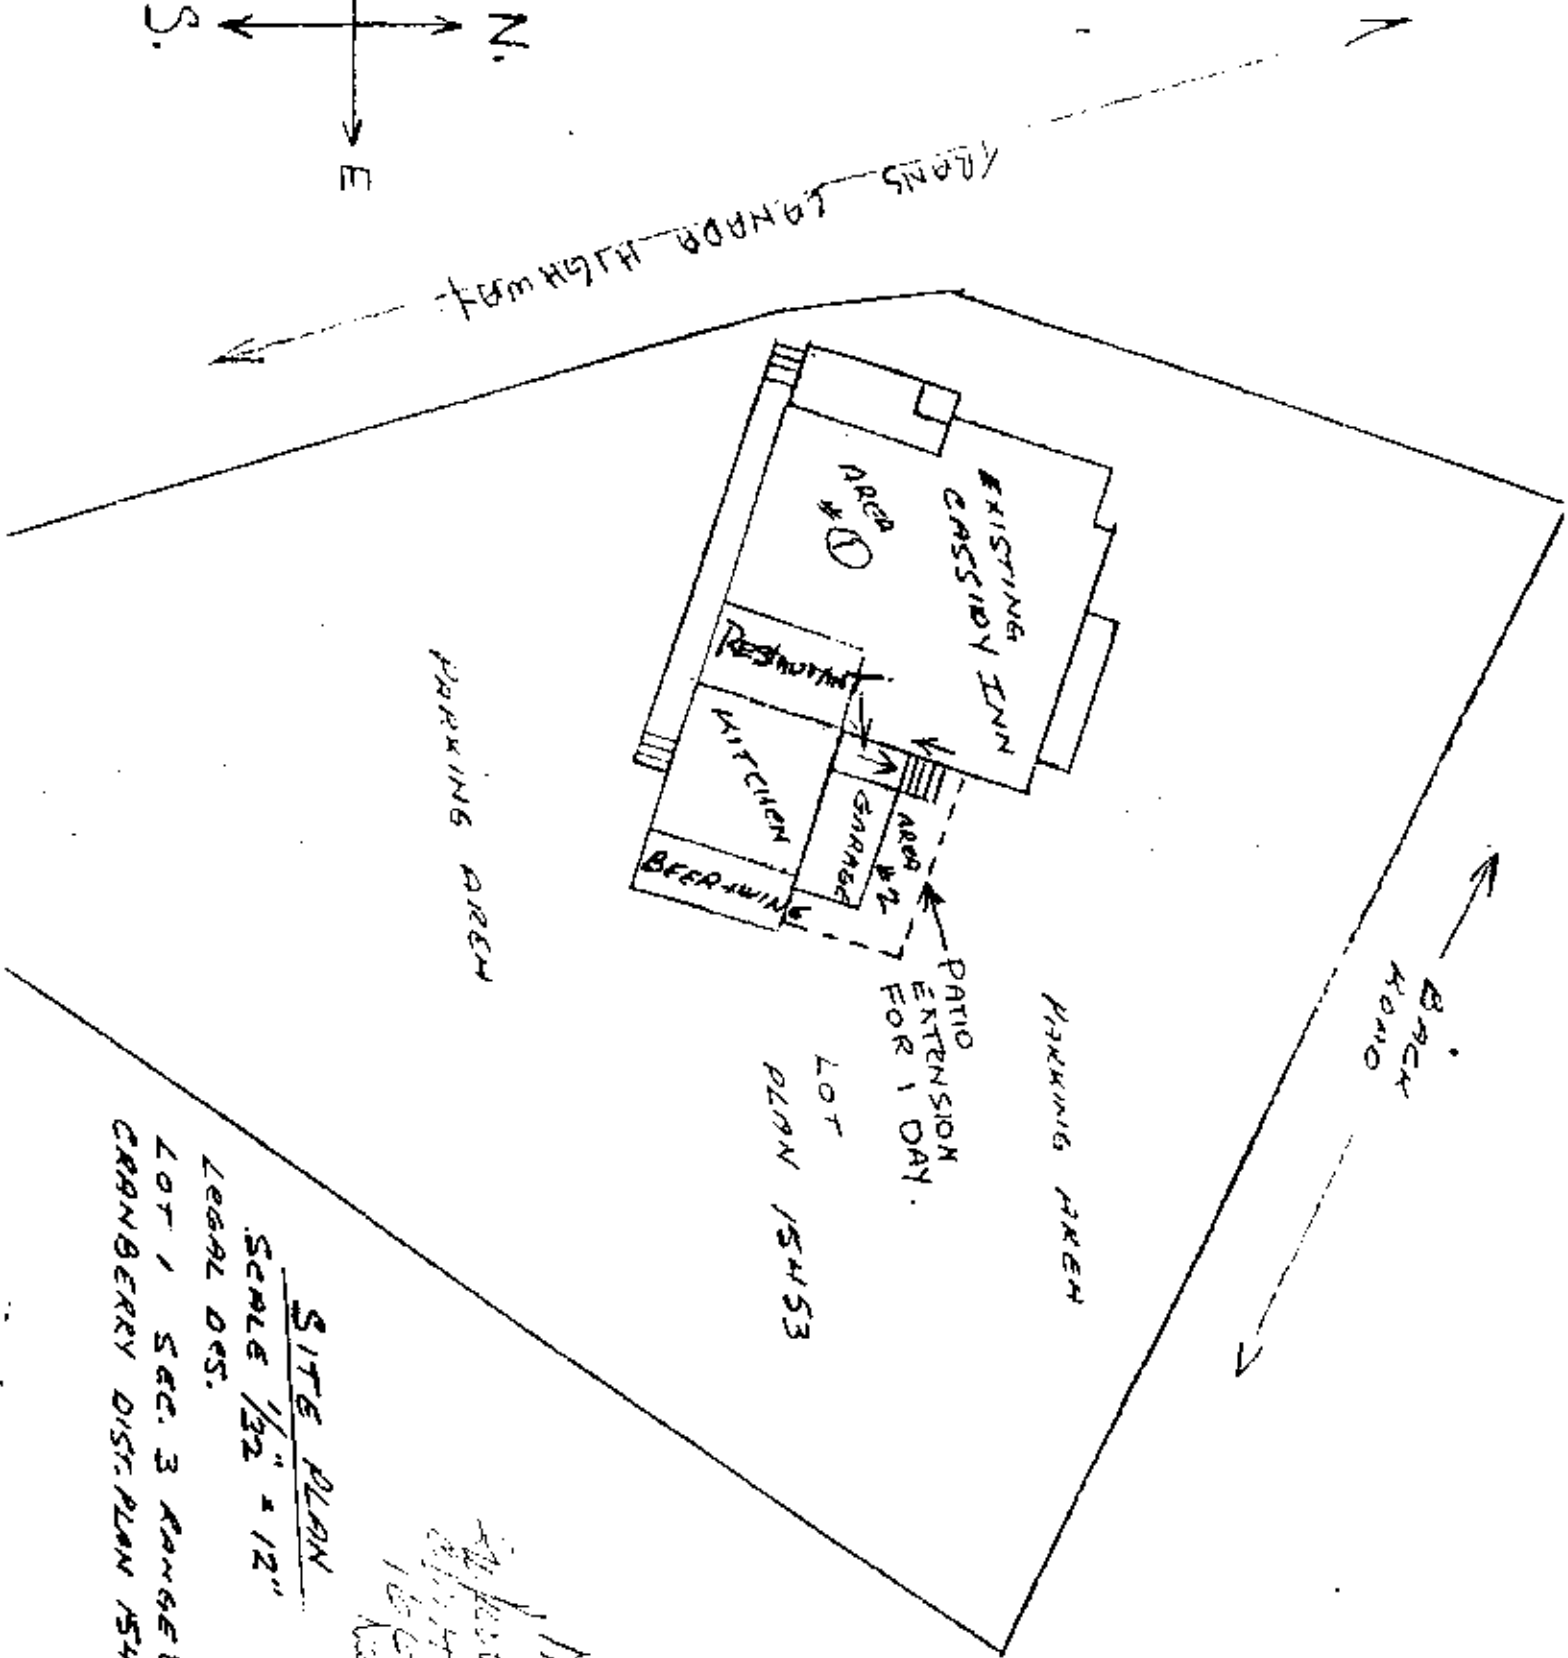 N.
S.
E
TRANS CANADA HIGHWAY
EXISTING
CASSIDY INN
AREA
# 1
RESTAURANT
KITCHEN
GARAGE
AREA
#2
BEER & WINE
PATIO
EXTENSION
FOR 1 DAY.
BACK
ROAD
PARKING AREA
PARKING AREA
LOT
PLAN 15453
SITE PLAN
SCALE 1/32" = 12"
LEGAL DES.
LOT 1 SEC. 3 RANGE
CRANBERRY DIST. PLAN 154